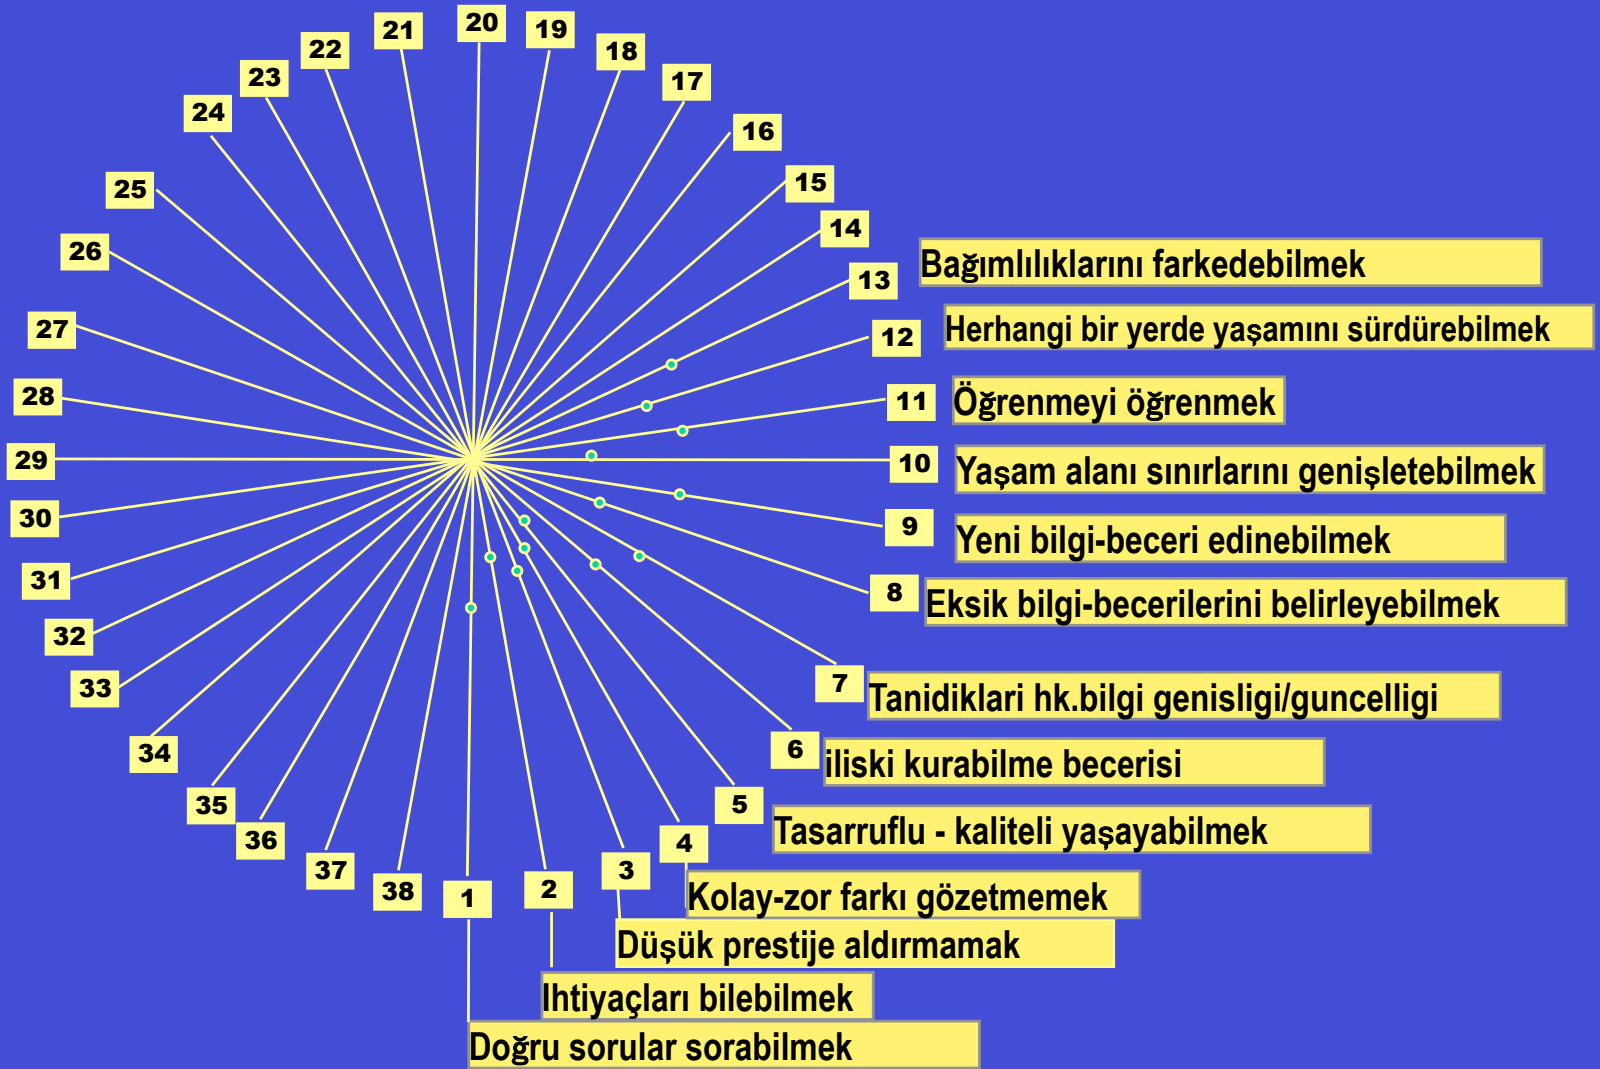 20
21
19
22
18
23
17
24
16
15
25
14
26
13 Bağımlılıklarını farkedebilmek
27
12 Herhangi bir yerde yaşamını sürdürebilmek
28
11 Öğrenmeyi öğrenmek
29
10 Yaşam alanı sınırlarını genişletebilmek
30
9 Yeni bilgi-beceri edinebilmek
31
8 Eksik bilgi-becerilerini belirleyebilmek
32
33
7 Tanidiklari hk.bilgi genisligi/guncelligi
34
6 iliski kurabilme becerisi
35
5 Tasarruflu - kaliteli yaşayabilmek
36
4 Kolay-zor farkı gözetmemek
37
3 Düşük prestije aldırmamak
38
2 Ihtiyaçları bilebilmek
1 Doğru sorular sorabilmek